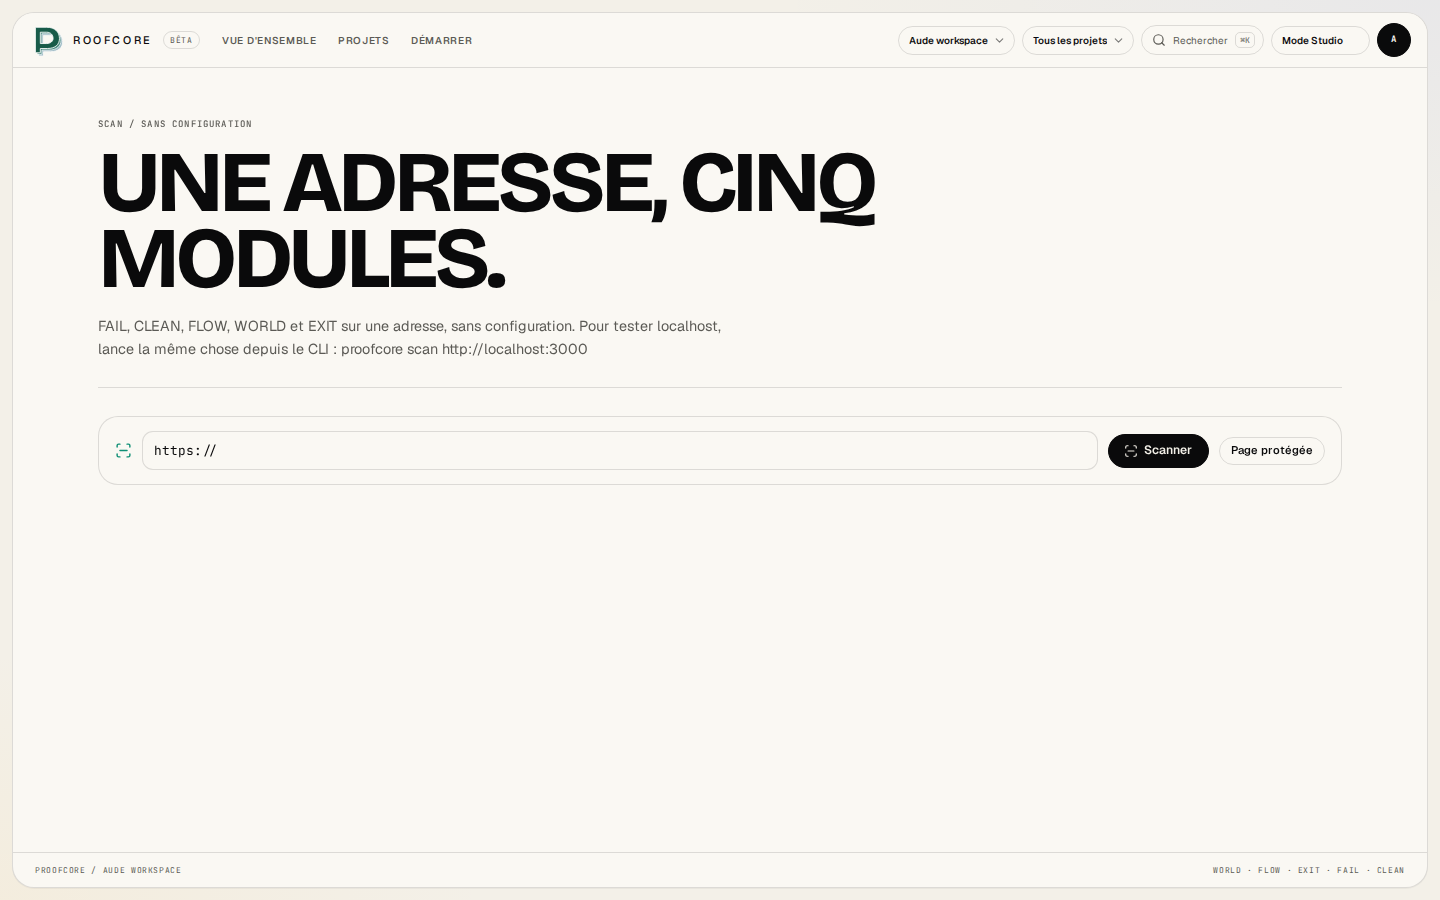 ROOFCORE BÊTA VUE D'ENSEMBLE PROJETS DÉMARRER Aude workspace Tous les projets Rechercher ⌘K Mode Studio A
SCAN / SANS CONFIGURATION
UNE ADRESSE, CINQ
MODULES.
FAIL, CLEAN, FLOW, WORLD et EXIT sur une adresse, sans configuration. Pour tester localhost,
lance la même chose depuis le CLI : proofcore scan http://localhost:3000
https:// Scanner Page protégée
PROOFCORE / AUDE WORKSPACE WORLD · FLOW · EXIT · FAIL · CLEAN